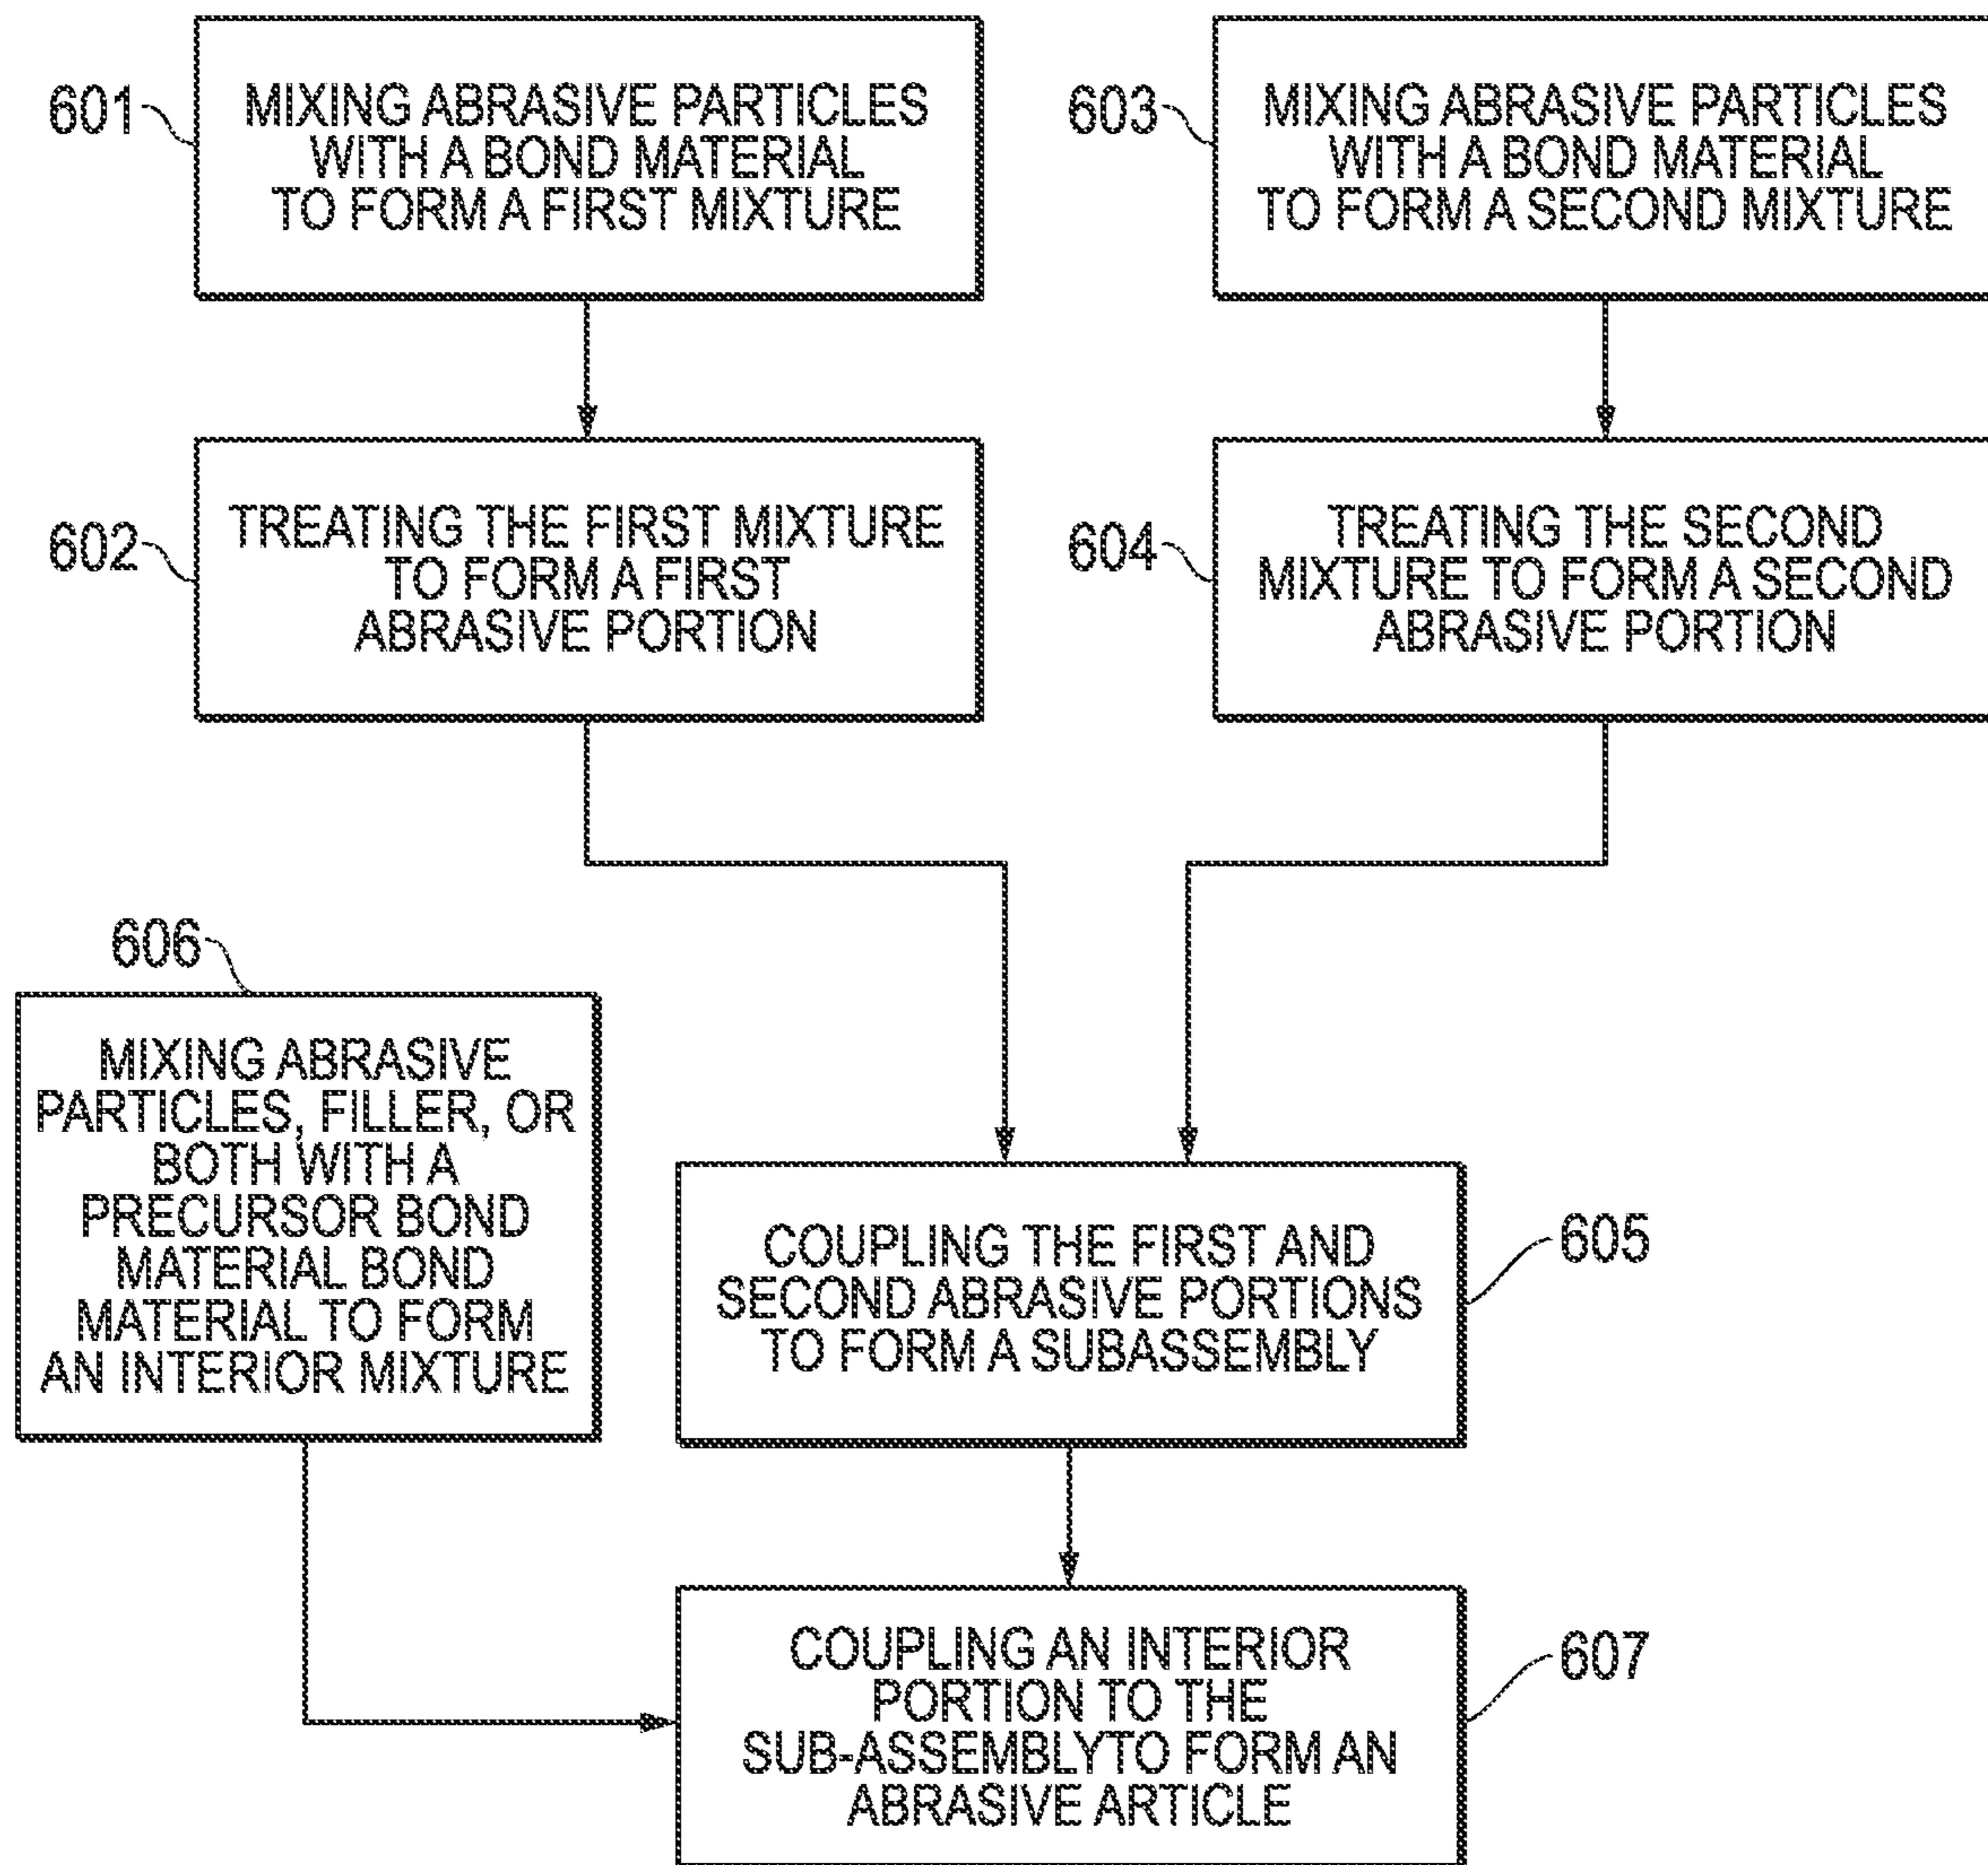 601
MIXING ABRASIVE PARTICLES
WITH A BOND MATERIAL
TO FORM A FIRST MIXTURE
603
MIXING ABRASIVE PARTICLES
WITH A BOND MATERIAL
TO FORM A SECOND MIXTURE
602
TREATING THE FIRST MIXTURE
TO FORM A FIRST
ABRASIVE PORTION
604
TREATING THE SECOND
MIXTURE TO FORM A SECOND
ABRASIVE PORTION
606
MIXING ABRASIVE
PARTICLES, FILLER, OR
BOTH WITH A
PRECURSOR BOND
MATERIAL BOND
MATERIAL TO FORM
AN INTERIOR MIXTURE
COUPLING THE FIRST AND
SECOND ABRASIVE PORTIONS
TO FORM A SUBASSEMBLY
605
COUPLING AN INTERIOR
PORTION TO THE
SUB-ASSEMBLYTO FORM AN
ABRASIVE ARTICLE
607